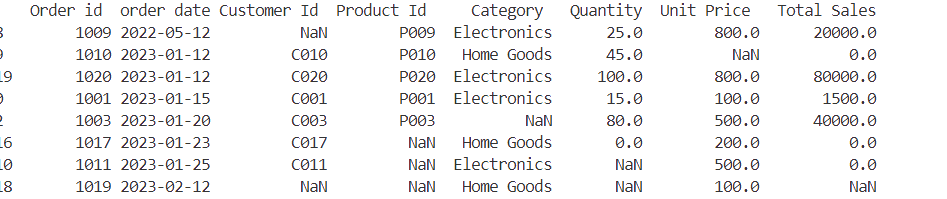 Order id order date Customer Id Product Id Category Quantity Unit Price Total Sales
8 1009 2022-05-12 NaN P009 Electronics 25.0 800.0 20000.0
9 1010 2023-01-12 C010 P010 Home Goods 45.0 NaN 0.0
19 1020 2023-01-12 C020 P020 Electronics 100.0 800.0 80000.0
0 1001 2023-01-15 C001 P001 Electronics 15.0 100.0 1500.0
2 1003 2023-01-20 C003 P003 NaN 80.0 500.0 40000.0
16 1017 2023-01-23 C017 NaN Home Goods 0.0 200.0 0.0
10 1011 2023-01-25 C011 NaN Electronics NaN 500.0 0.0
18 1019 2023-02-12 NaN NaN Home Goods NaN 100.0 NaN